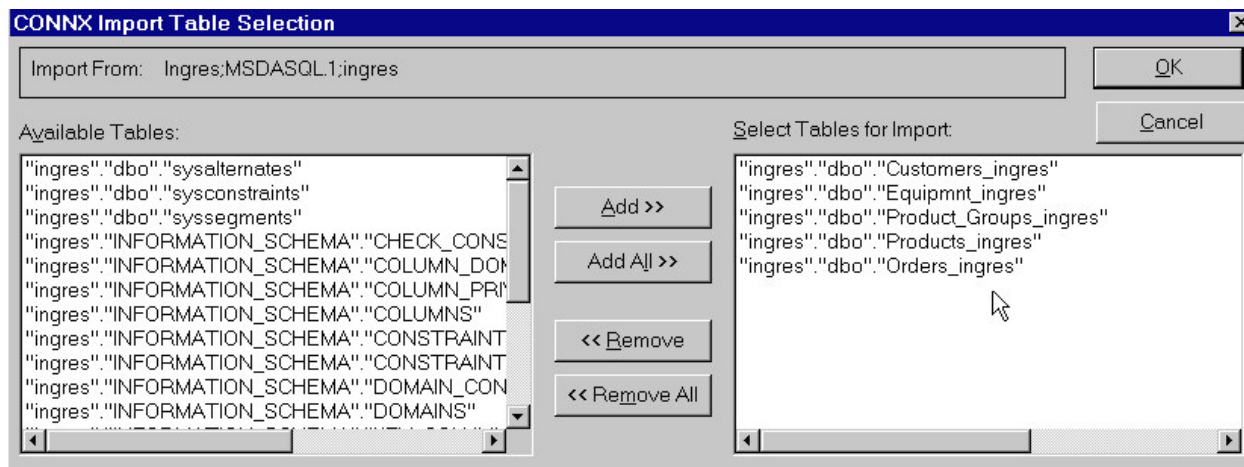 CONNX Import Table Selection
Import From: Ingres;MSDASQL.1;ingres
OK
Cancel
Available Tables:
"ingres"."dbo"."sysalternates"
"ingres"."dbo"."sysconstraints"
"ingres"."dbo"."syssegments"
"ingres"."INFORMATION_SCHEMA"."CHECK_CONS
"ingres"."INFORMATION_SCHEMA"."COLUMN_DOM
"ingres"."INFORMATION_SCHEMA"."COLUMN_PRI
"ingres"."INFORMATION_SCHEMA"."COLUMNS"
"ingres"."INFORMATION_SCHEMA"."CONSTRAINT
"ingres"."INFORMATION_SCHEMA"."CONSTRAINT
"ingres"."INFORMATION_SCHEMA"."DOMAIN_CON
"ingres"."INFORMATION_SCHEMA"."DOMAINS"
Add >>
Add All >>
<< Remove
<< Remove All
Select Tables for Import:
"ingres"."dbo"."Customers_ingres"
"ingres"."dbo"."Equipmnt_ingres"
"ingres"."dbo"."Product_Groups_ingres"
"ingres"."dbo"."Products_ingres"
"ingres"."dbo"."Orders_ingres"